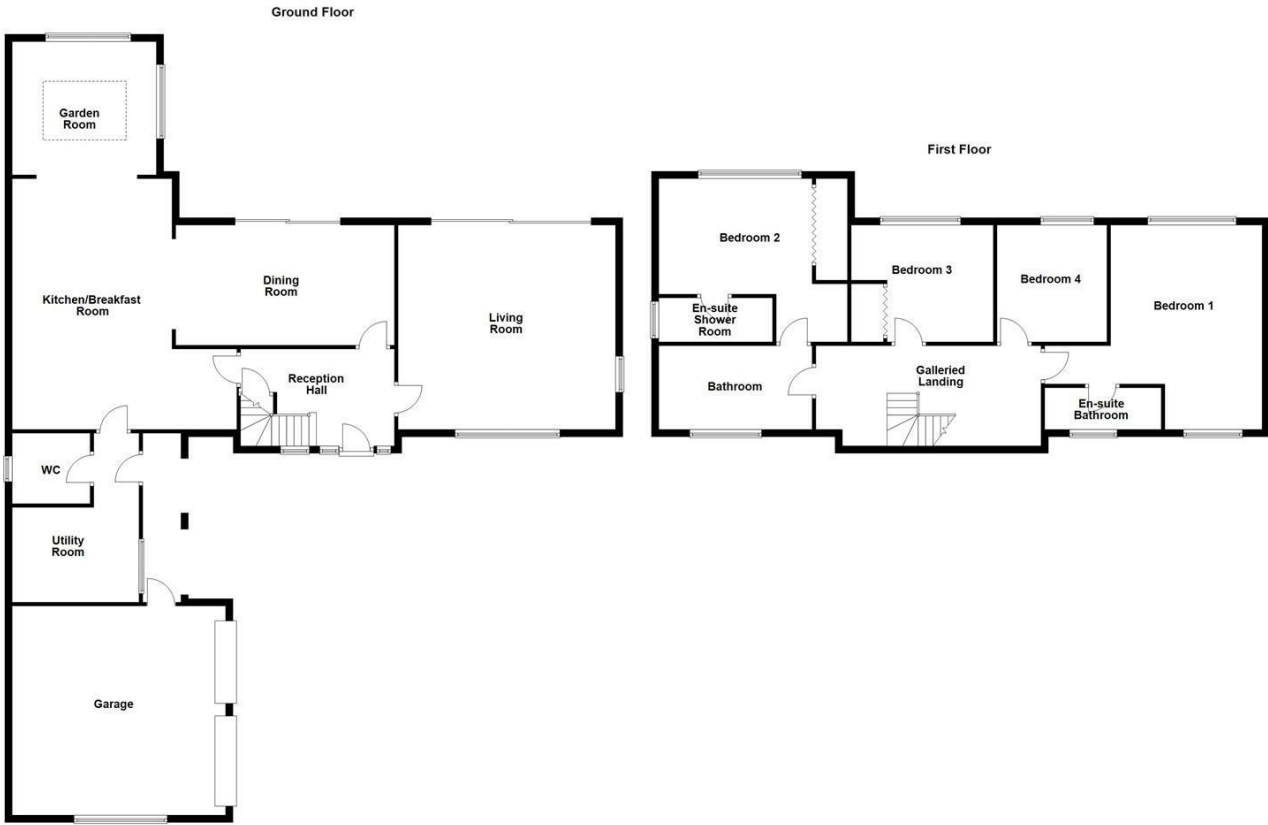 Ground Floor
Garden
Room
Kitchen/Breakfast
Room
Dining
Room
Living
Room
Reception
Hall
WC
Utility
Room
Garage
First Floor
Bedroom 2
Bedroom 3
Bedroom 4
Bedroom 1
En-suite
Shower
Room
Bathroom
Galleried
Landing
En-suite
Bathroom